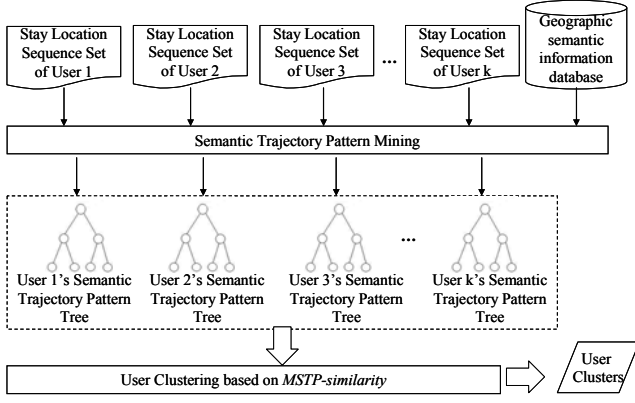 Stay Location
Sequence Set
of User 1
Stay Location
Sequence Set
of User 2
Stay Location
Sequence Set
of User 3
...
Stay Location
Sequence Set
of User k
Geographic
semantic
information
database
Semantic Trajectory Pattern Mining
User 1's Semantic
Trajectory Pattern
Tree
User 2's Semantic
Trajectory Pattern
Tree
User 3's Semantic
Trajectory Pattern
Tree
...
User k's Semantic
Trajectory Pattern
Tree
User Clustering based on MSTP-similarity
User
Clusters